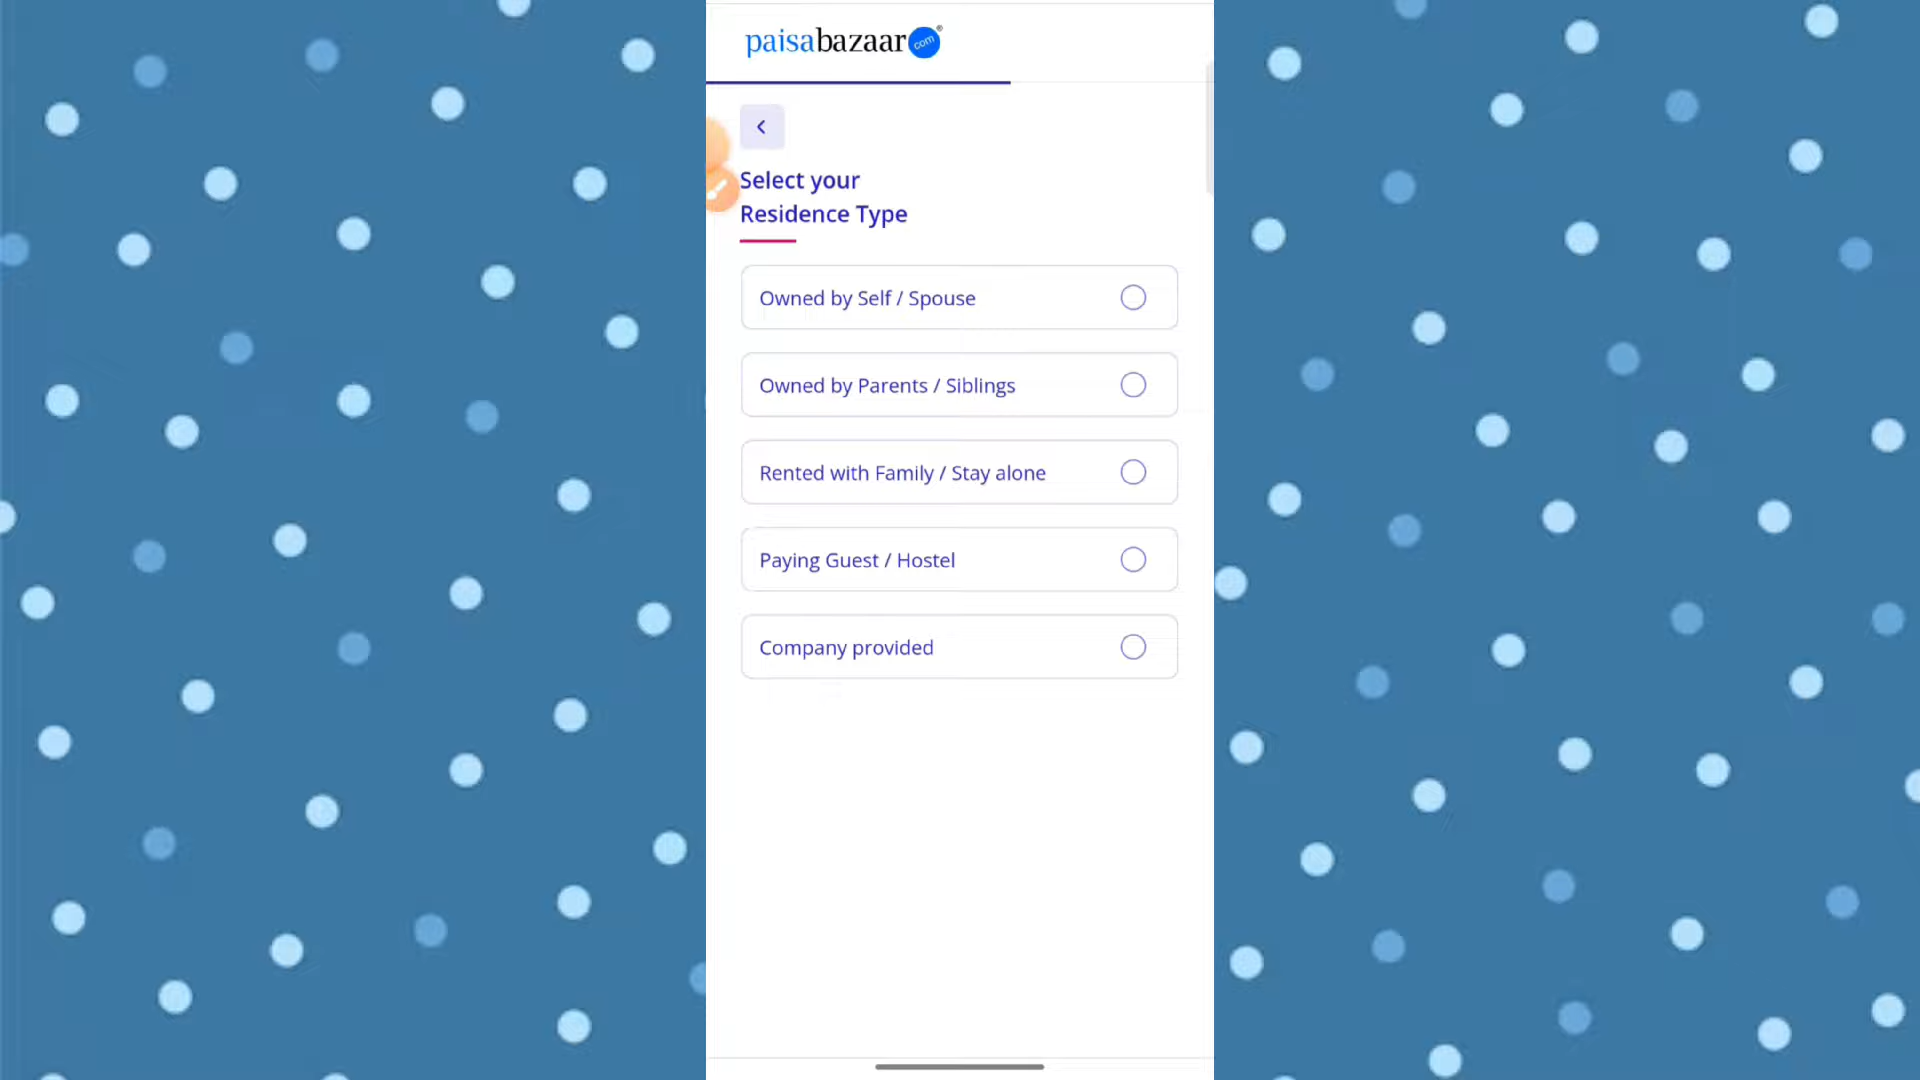 paisabazaar.com®
Select your
Residence Type
Owned by Self / Spouse
Owned by Parents / Siblings
Rented with Family / Stay alone
Paying Guest / Hostel
Company provided